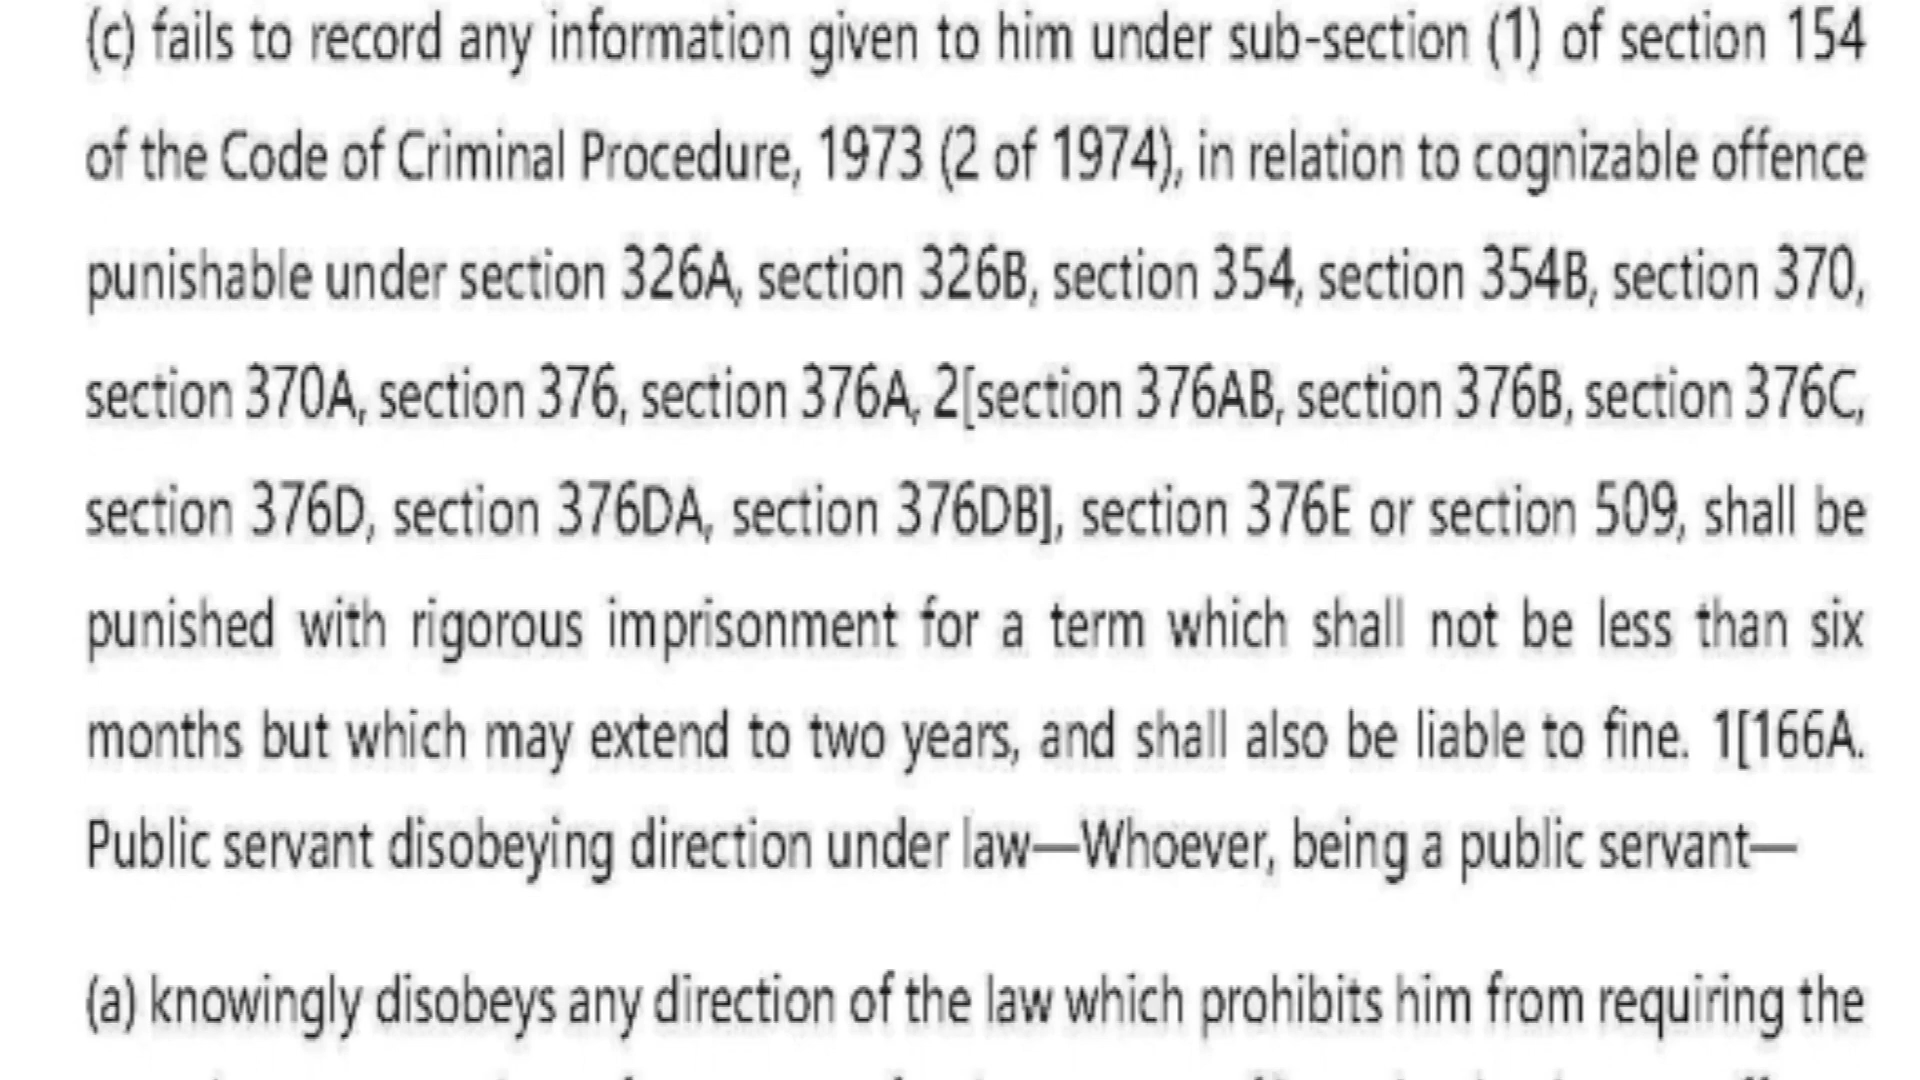 (c) fails to record any information given to him under sub-section (1) of section 154
of the Code of Criminal Procedure, 1973 (2 of 1974), in relation to cognizable offence
punishable under section 326A, section 326B, section 354, section 354B, section 370,
section 370A, section 376, section 376A, 2[section 376AB, section 376B, section 376C,
section 376D, section 376DA, section 376DB], section 376E or section 509, shall be
punished with rigorous imprisonment for a term which shall not be less than six
months but which may extend to two years, and shall also be liable to fine. 1[166A.
Public servant disobeying direction under law—Whoever, being a public servant—
(a) knowingly disobeys any direction of the law which prohibits him from requiring the